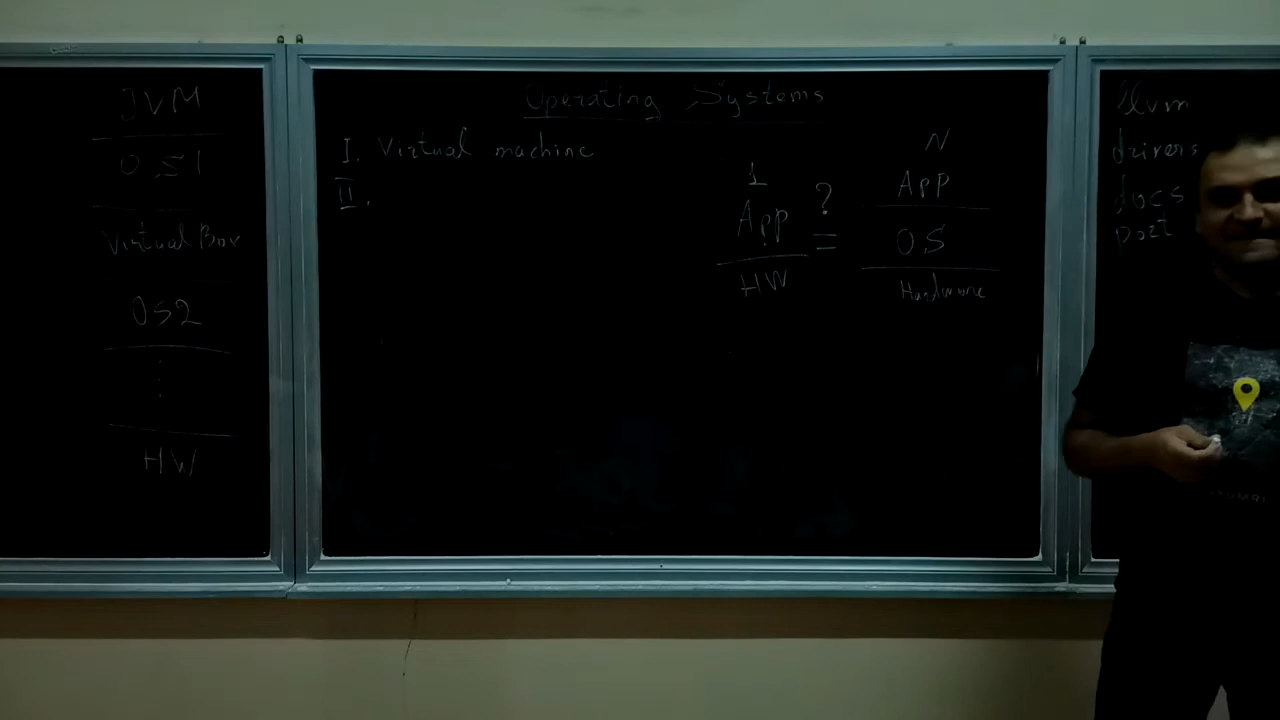 JVM
OS1
Virtual Box
OS2
HW
Operating Systems
I. Virtual machine
II.
1
App
HW
?
=
N
App
OS
Hardware
llvm
drivers
docs
port